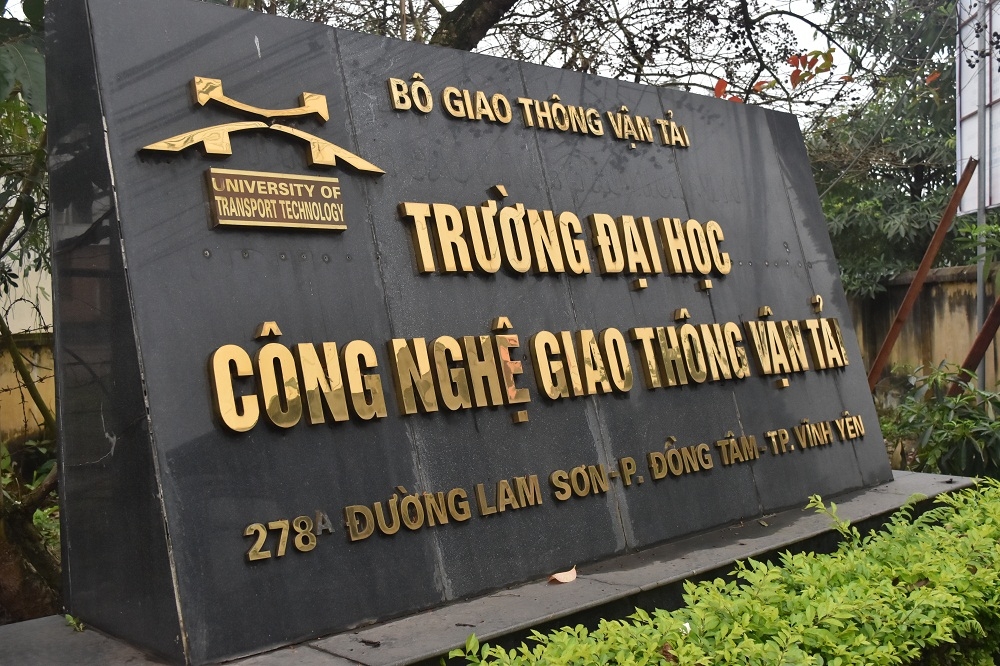 BÔ GIAO THÔNG VẬN TẢI
UNIVERSITY OF
TRANSPORT TECHNOLOGY
TRƯỜNG ĐẠI HỌC
CÔNG NGHỆ GIAO THÔNG VẬN TẢI
278A ĐƯỜNG LAM SƠN-P. ĐỒNG TÂM-TP. VĨNH YÊN